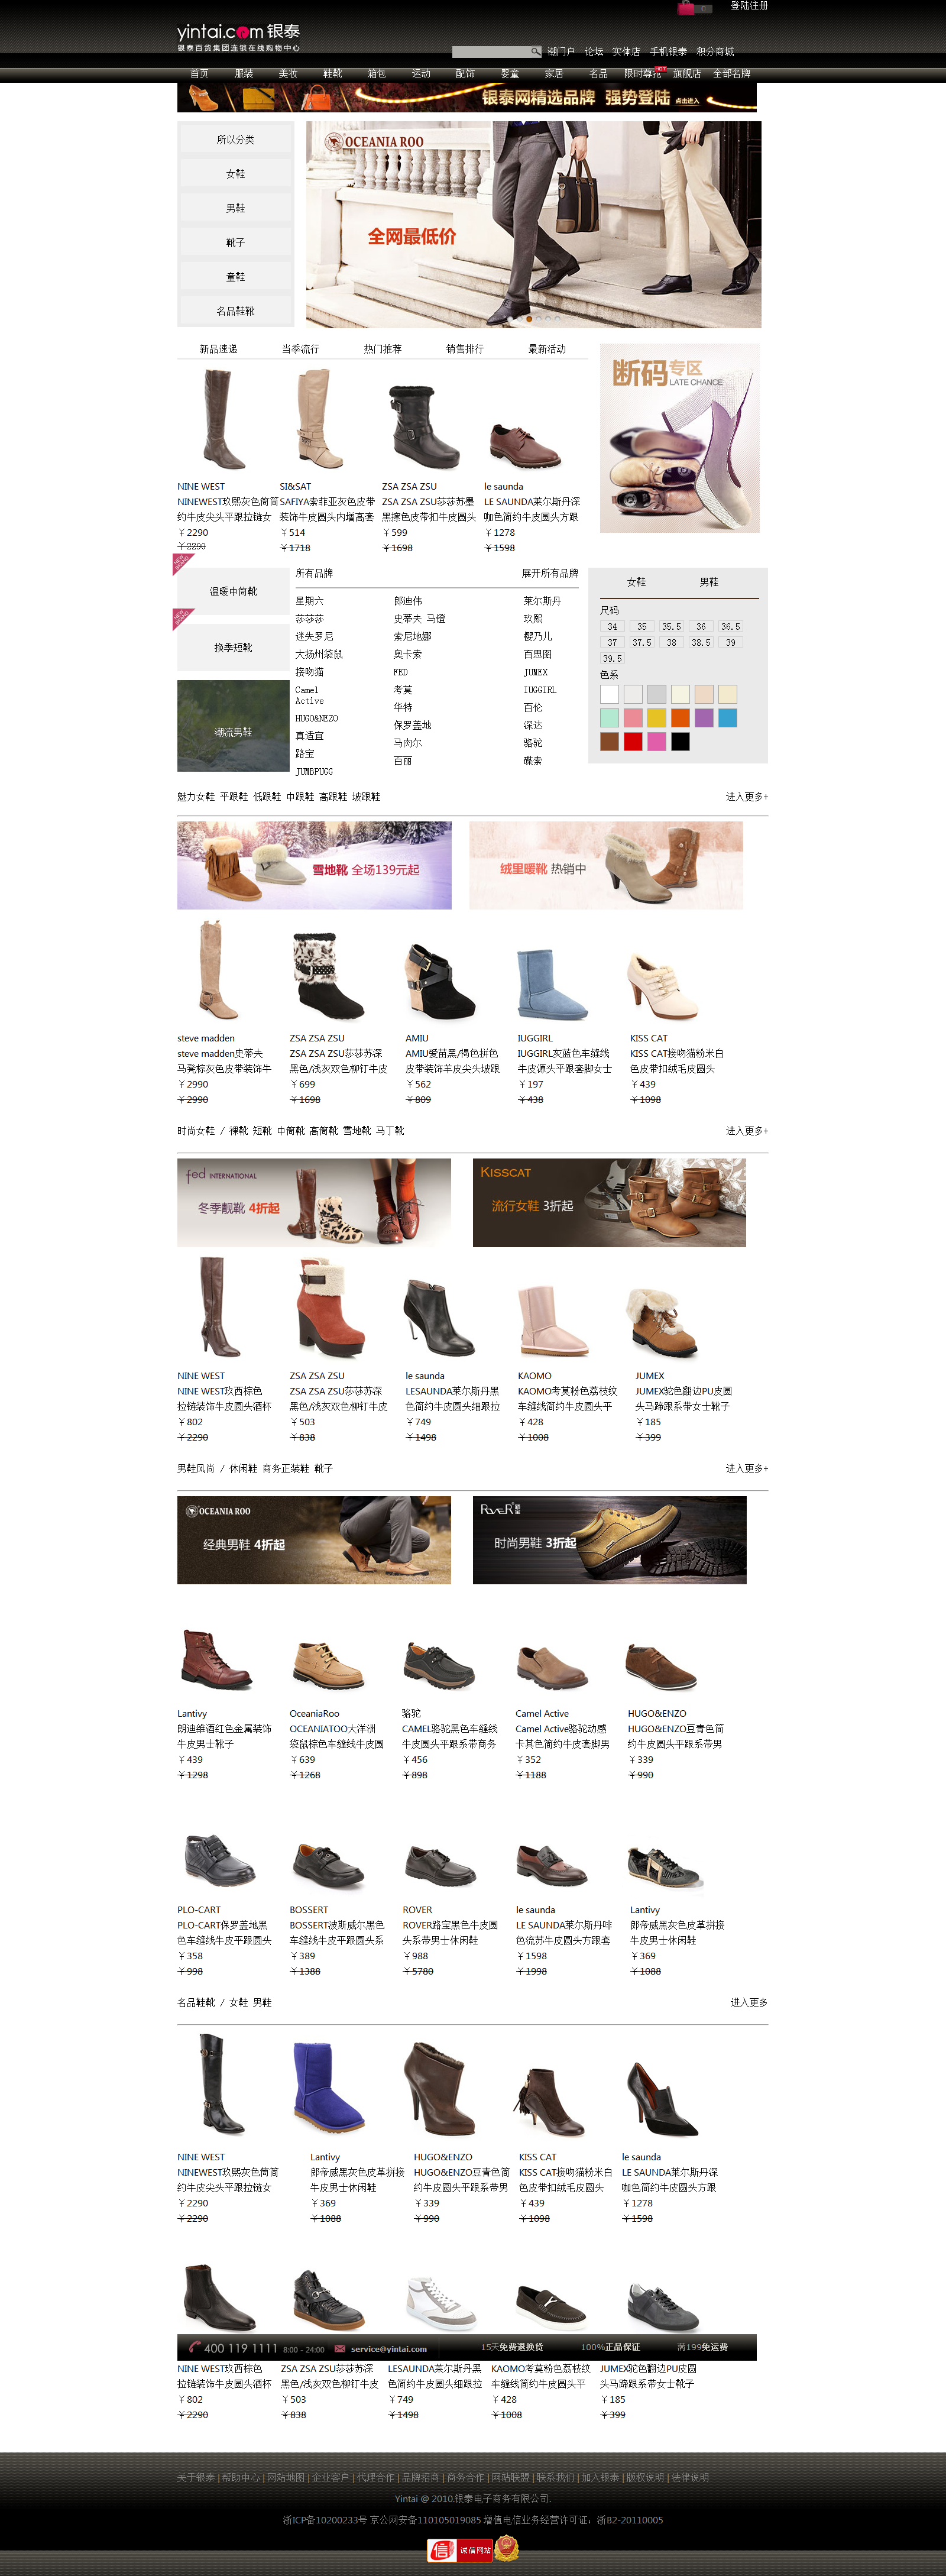 登陆注册
yintai.com 银泰
银泰百货集团连锁在线购物中心
潮门户 论坛 实体店 手机银泰 积分商城
首页 服装 美妆 鞋靴 箱包 运动 配饰 婴童 家居 名品 限时尊抢 HOT 旗舰店 全部名牌
银泰网精选品牌 强势登陆 点击进入
所以分类
女鞋
男鞋
靴子
童鞋
名品鞋靴
OCEANIA ROO
全网最低价
新品速递 当季流行 热门推荐 销售排行 最新活动
断码专区
LATE CHANCE
NINE WEST SI&SAT ZSA ZSA ZSU le saunda
NINEWEST玖熙灰色筒简 SAFIYA索菲亚灰色皮带 ZSA ZSA ZSU莎莎苏墨 LE SAUNDA莱尔斯丹深
约牛皮尖头平跟拉链女 装饰牛皮圆头内增高套 黑擦色皮带扣牛皮圆头 咖色简约牛皮圆头方跟
￥2290 ￥514 ￥599 ￥1278
￥2290 ￥1718 ￥1698 ￥1598
温暖中筒靴
换季短靴
潮流男鞋
所有品牌 展开所有品牌
星期六 郎迪伟 莱尔斯丹
莎莎莎 史蒂夫 马镫 玖熙
迷失罗尼 索尼地娜 樱乃儿
大扬州袋鼠 奥卡索 百思图
接吻猫 FED JUMEX
Camel Active 考莫 IUGGIRL
HUGO&NEZO 华特 百伦
真适宣 保罗盖地 深达
路宝 马肉尔 骆驼
JUMBPUGG 百丽 碟索
女鞋 男鞋
尺码
34 35 35.5 36 36.5
37 37.5 38 38.5 39
39.5
色系
魅力女鞋 平跟鞋 低跟鞋 中跟鞋 高跟鞋 坡跟鞋 进入更多+
雪地靴 全场139元起 绒里暖靴 热销中
steve madden ZSA ZSA ZSU AMIU IUGGIRL KISS CAT
steve madden史蒂夫 ZSA ZSA ZSU莎莎苏深 AMIU爱苗黑/褐色拼色 IUGGIRL灰蓝色车缝线 KISS CAT接吻猫粉米白
马凳棕灰色皮带装饰牛 黑色/浅灰双色柳钉牛皮 皮带装饰羊皮尖头坡跟 牛皮源头平跟套脚女士 色皮带扣绒毛皮圆头
￥2990 ￥699 ￥562 ￥197 ￥439
￥2990 ￥1698 ￥809 ￥438 ￥1098
时尚女鞋 / 裸靴 短靴 中筒靴 高筒靴 雪地靴 马丁靴 进入更多+
fed INTERNATIONAL
冬季靓靴 4折起
KISSCAT
流行女鞋 3折起
NINE WEST ZSA ZSA ZSU le saunda KAOMO JUMEX
NINE WEST玖西棕色 ZSA ZSA ZSU莎莎苏深 LESAUNDA莱尔斯丹黑 KAOMO考莫粉色荔枝纹 JUMEX驼色翻边PU皮圆
拉链装饰牛皮圆头酒杯 黑色/浅灰双色柳钉牛皮 色简约牛皮圆头细跟拉 车缝线简约牛皮圆头平 头马蹄跟系带女士靴子
￥802 ￥503 ￥749 ￥428 ￥185
￥2290 ￥838 ￥1498 ￥1008 ￥399
男鞋风尚 / 休闲鞋 商务正装鞋 靴子 进入更多+
OCEANIA ROO
经典男鞋 4折起
时尚男鞋 3折起
Lantivy OceaniaRoo 骆驼 Camel Active HUGO&ENZO
朗迪维酒红色金属装饰 OCEANIATOO大洋洲 CAMEL骆驼黑色车缝线 Camel Active骆驼动感 HUGO&ENZO豆青色简
牛皮男士靴子 袋鼠棕色车缝线牛皮圆 牛皮圆头平跟系带商务 卡其色简约牛皮套脚男 约牛皮圆头平跟系带男
￥439 ￥639 ￥456 ￥352 ￥339
￥1298 ￥1268 ￥898 ￥1188 ￥990
PLO-CART BOSSERT ROVER le saunda Lantivy
PLO-CART保罗盖地黑 BOSSERT波斯威尔黑色 ROVER路宝黑色牛皮圆 LE SAUNDA莱尔斯丹啡 郎帝威黑灰色皮革拼接
色车缝线牛皮平跟圆头 车缝线牛皮平跟圆头系 头系带男士休闲鞋 色流苏牛皮圆头方跟套 牛皮男士休闲鞋
￥358 ￥389 ￥988 ￥1598 ￥369
￥998 ￥1388 ￥5780 ￥1998 ￥1088
名品鞋靴 / 女鞋 男鞋 进入更多
NINE WEST Lantivy HUGO&ENZO KISS CAT le saunda
NINEWEST玖熙灰色筒简 郎帝威黑灰色皮革拼接 HUGO&ENZO豆青色简 KISS CAT接吻猫粉米白 LE SAUNDA莱尔斯丹深
约牛皮尖头平跟拉链女 牛皮男士休闲鞋 约牛皮圆头平跟系带男 色皮带扣绒毛皮圆头 咖色简约牛皮圆头方跟
￥2290 ￥369 ￥339 ￥439 ￥1278
￥2290 ￥1088 ￥990 ￥1098 ￥1598
400 119 1111 8:00 - 24:00 service@yintai.com 15天免费退换货 100%正品保证 满199免运费
NINE WEST玖西棕色 ZSA ZSA ZSU莎莎苏深 LESAUNDA莱尔斯丹黑 KAOMO考莫粉色荔枝纹 JUMEX驼色翻边PU皮圆
拉链装饰牛皮圆头酒杯 黑色/浅灰双色柳钉牛皮 色简约牛皮圆头细跟拉 车缝线简约牛皮圆头平 头马蹄跟系带女士靴子
￥802 ￥503 ￥749 ￥428 ￥185
￥2290 ￥838 ￥1498 ￥1008 ￥399
关于银泰 | 帮助中心 | 网站地图 | 企业客户 | 代理合作 | 品牌招商 | 商务合作 | 网站联盟 | 联系我们 | 加入银泰 | 版权说明 | 法律说明
Yintai @ 2010.银泰电子商务有限公司.
浙ICP备10200233号 京公网安备110105019085 增值电信业务经营许可证：浙B2-20110005
信 诚信网站